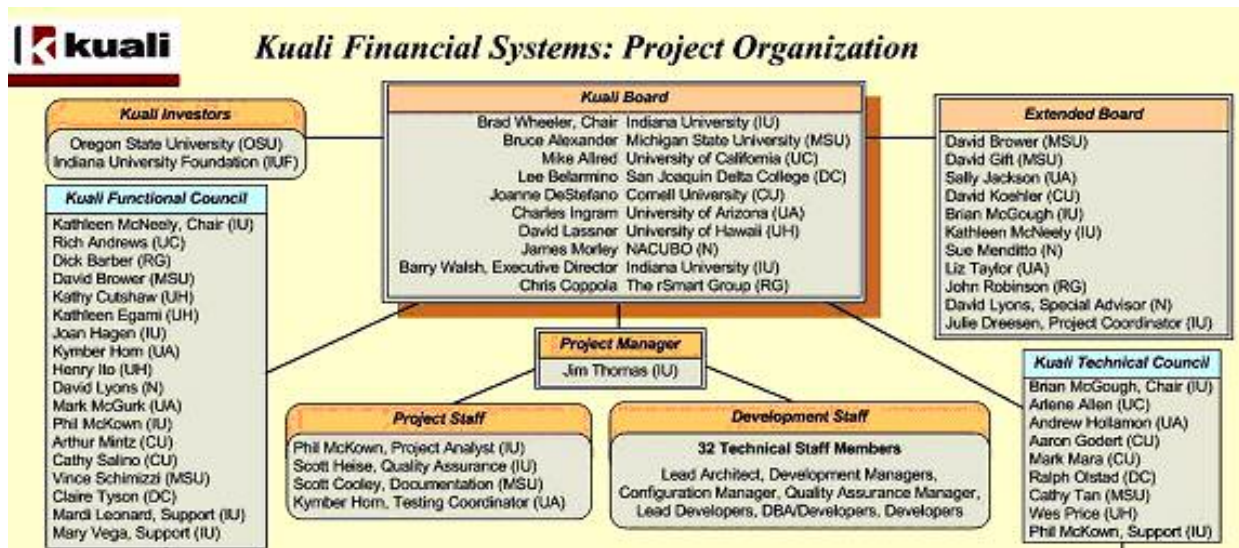 kuali
Kuali Financial Systems: Project Organization
Kuali Investors
Oregon State University (OSU)
Indiana University Foundation (IUF)
Kuali Board
Brad Wheeler, Chair Indiana University (IU)
Bruce Alexander Michigan State University (MSU)
Mike Allred University of California (UC)
Lee Belarmino San Joaquin Delta College (DC)
Joanne DeStefano Cornell University (CU)
Charles Ingram University of Arizona (UA)
David Lassner University of Hawaii (UH)
James Morley NACUBO (N)
Barry Walsh, Executive Director Indiana University (IU)
Chris Coppola The rSmart Group (RG)
Extended Board
David Brower (MSU)
David Gift (MSU)
Sally Jackson (UA)
David Koehler (CU)
Brian McGough (IU)
Kathleen McNeely (IU)
Sue Menditto (N)
Liz Taylor (UA)
John Robinson (RG)
David Lyons, Special Advisor (N)
Julie Dreesen, Project Coordinator (IU)
Kuali Functional Council
Kathleen McNeely, Chair (IU)
Rich Andrews (UC)
Dick Barber (RG)
David Brower (MSU)
Kathy Cutshaw (UH)
Kathleen Egami (UH)
Joan Hagen (IU)
Kymber Horn (UA)
Henry Ito (UH)
David Lyons (N)
Mark McGurk (UA)
Phil McKown (IU)
Arthur Mintz (CU)
Cathy Salino (CU)
Vince Schimizzi (MSU)
Claire Tyson (DC)
Mardi Leonard, Support (IU)
Mary Vega, Support (IU)
Project Manager
Jim Thomas (IU)
Project Staff
Phil McKown, Project Analyst (IU)
Scott Heise, Quality Assurance (IU)
Scott Cooley, Documentation (MSU)
Kymber Horn, Testing Coordinator (UA)
Development Staff
32 Technical Staff Members
Lead Architect, Development Managers,
Configuration Manager, Quality Assurance Manager,
Lead Developers, DBA/Developers, Developers
Kuali Technical Council
Brian McGough, Chair (IU)
Arlene Allen (UC)
Andrew Hollamon (UA)
Aaron Godert (CU)
Mark Mara (CU)
Ralph Olstad (DC)
Cathy Tan (MSU)
Wes Price (UH)
Phil McKown, Support (IU)